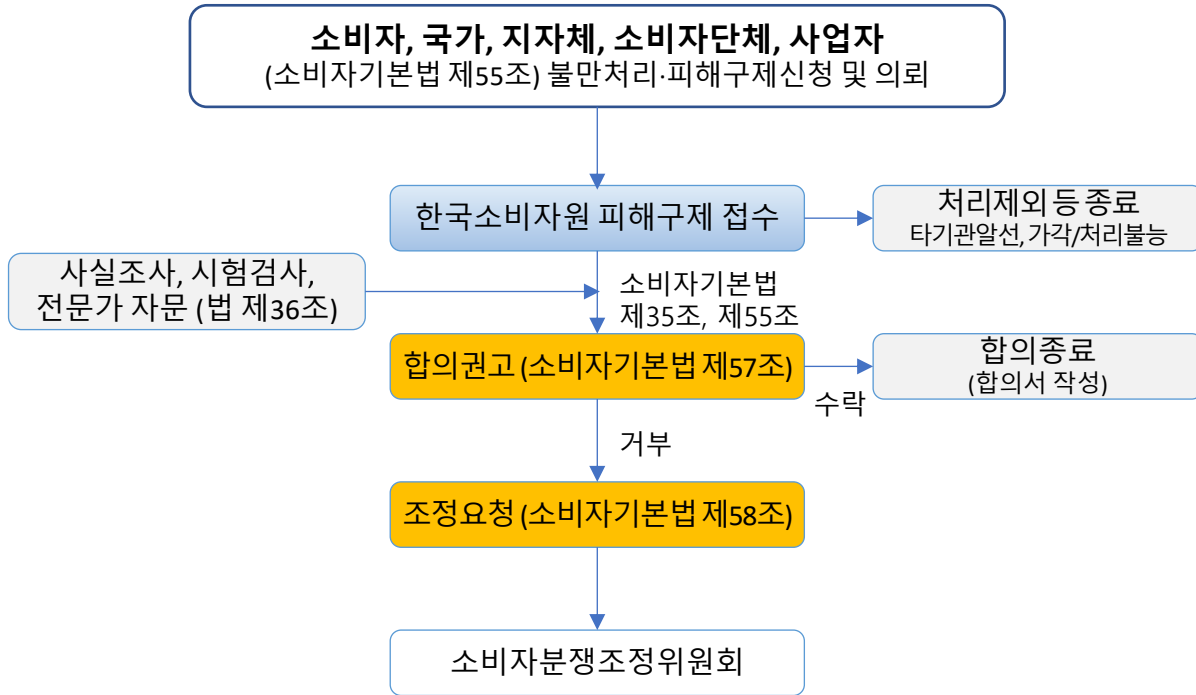 소비자, 국가, 지자체, 소비자단체, 사업자
(소비자기본법 제55조) 불만처리·피해구제신청 및 의뢰
한국소비자원 피해구제 접수
처리제외 등 종료
타기관알선, 가각/처리불능
사실조사, 시험검사,
전문가 자문 (법 제36조)
소비자기본법
제35조, 제55조
합의권고 (소비자기본법 제57조)
합의종료
(합의서 작성)
수락
거부
조정요청 (소비자기본법 제58조)
소비자분쟁조정위원회